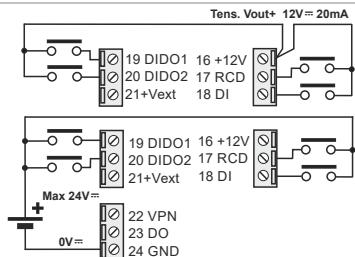 Tens. Vout+ 12V⎓ 20mA
19 DIDO1 16 +12V
20 DIDO2 17 RCD
21+Vext 18 DI
19 DIDO1 16 +12V
20 DIDO2 17 RCD
21+Vext 18 DI
Max 24V⎓
+
22 VPN
23 DO
0V⎓
24 GND